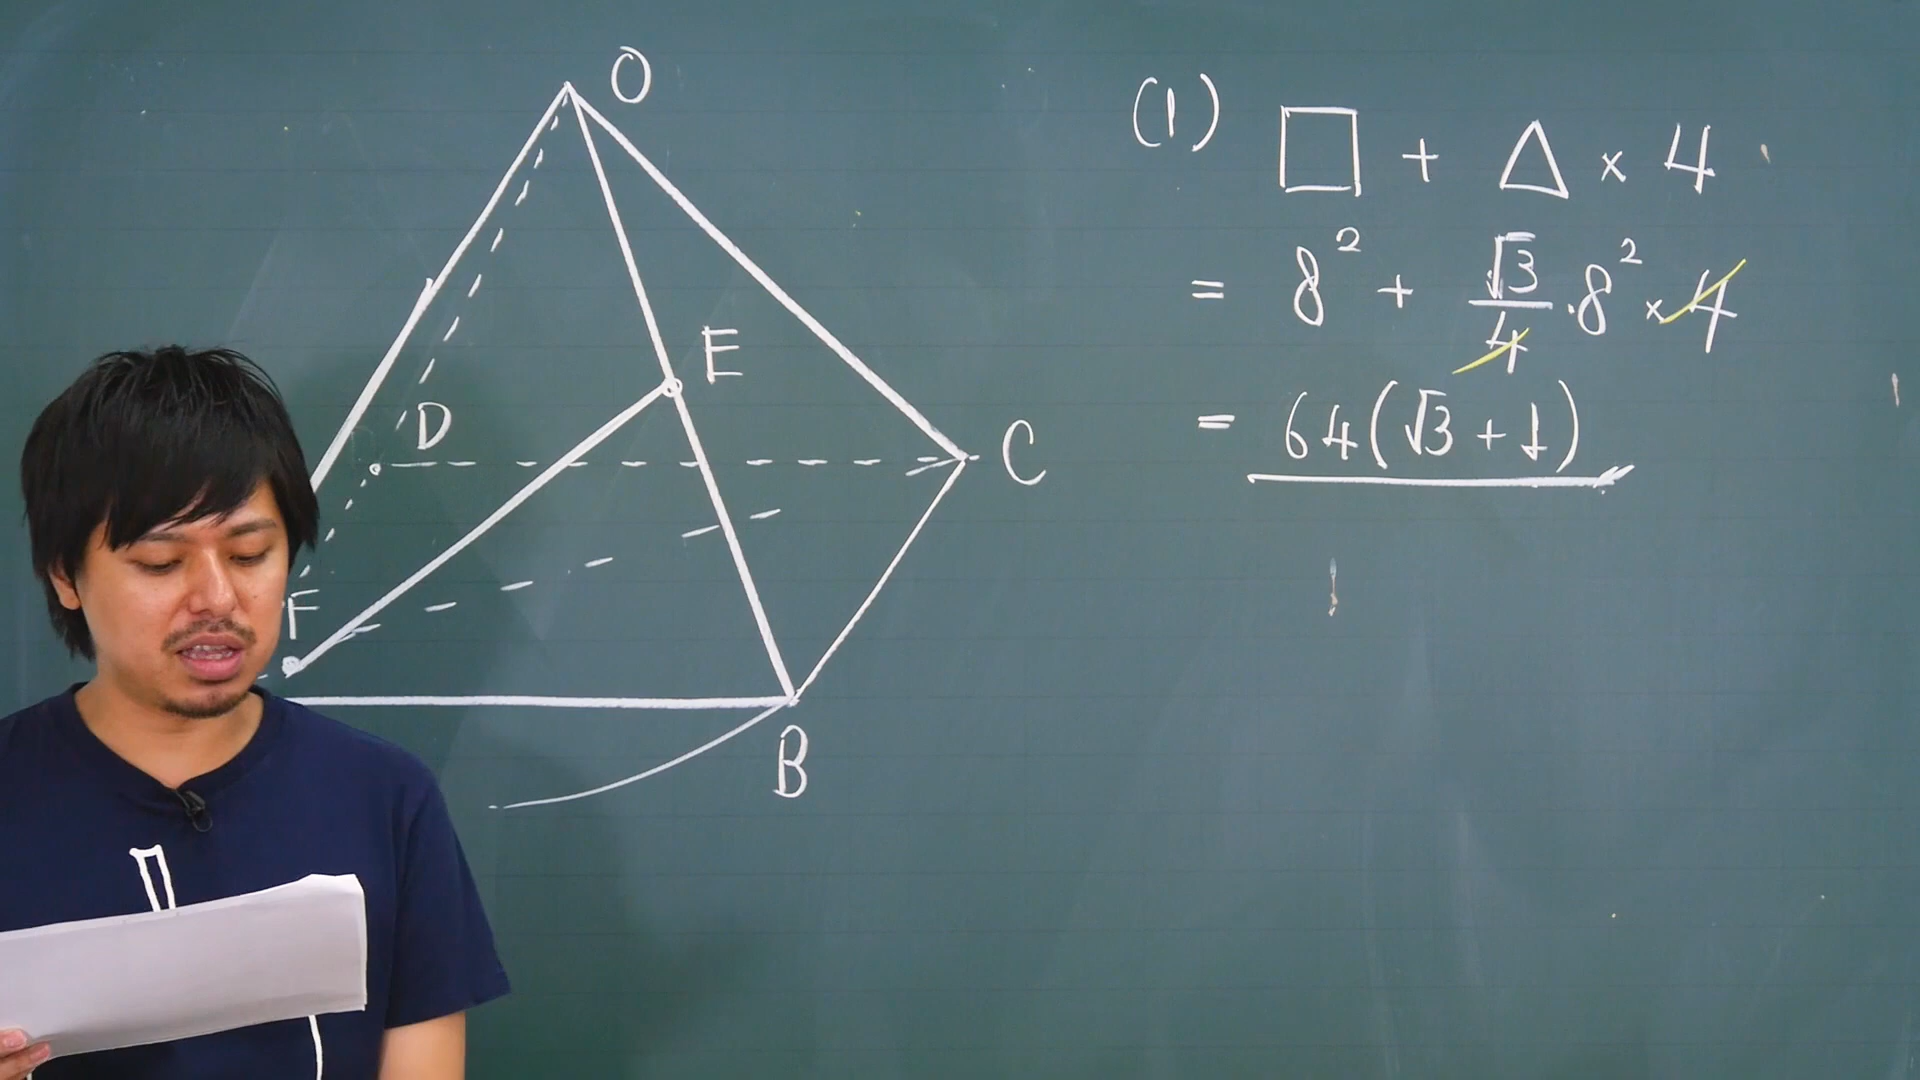 O
E
D
C
F
B
(1) □ + △ × 4
= 8² + √3/4 · 8² × 4
= 64(√3 + 1)